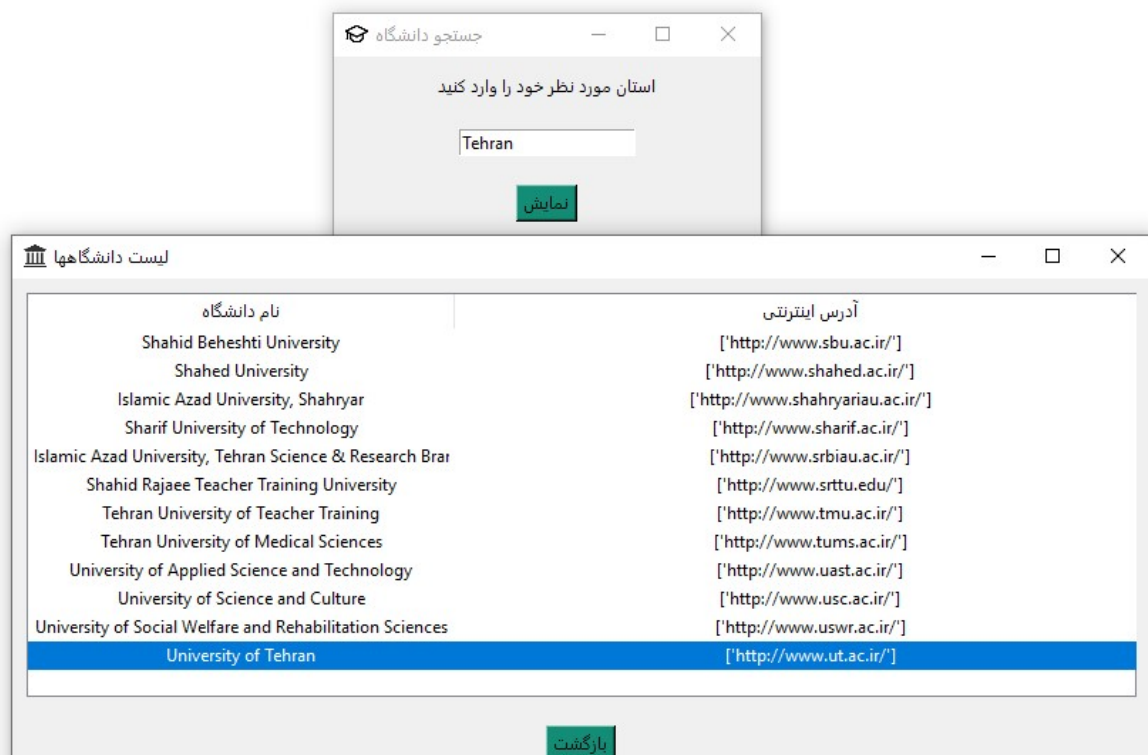 جستجو دانشگاه
استان مورد نظر خود را وارد کنید
Tehran
نمایش
لیست دانشگاهها
نام دانشگاه آدرس اینترنتی
Shahid Beheshti University ['http://www.sbu.ac.ir/']
Shahed University ['http://www.shahed.ac.ir/']
Islamic Azad University, Shahryar ['http://www.shahryariau.ac.ir/']
Sharif University of Technology ['http://www.sharif.ac.ir/']
Islamic Azad University, Tehran Science & Research Brar ['http://www.srbiau.ac.ir/']
Shahid Rajaee Teacher Training University ['http://www.srttu.edu/']
Tehran University of Teacher Training ['http://www.tmu.ac.ir/']
Tehran University of Medical Sciences ['http://www.tums.ac.ir/']
University of Applied Science and Technology ['http://www.uast.ac.ir/']
University of Science and Culture ['http://www.usc.ac.ir/']
University of Social Welfare and Rehabilitation Sciences ['http://www.uswr.ac.ir/']
University of Tehran ['http://www.ut.ac.ir/']
بازگشت